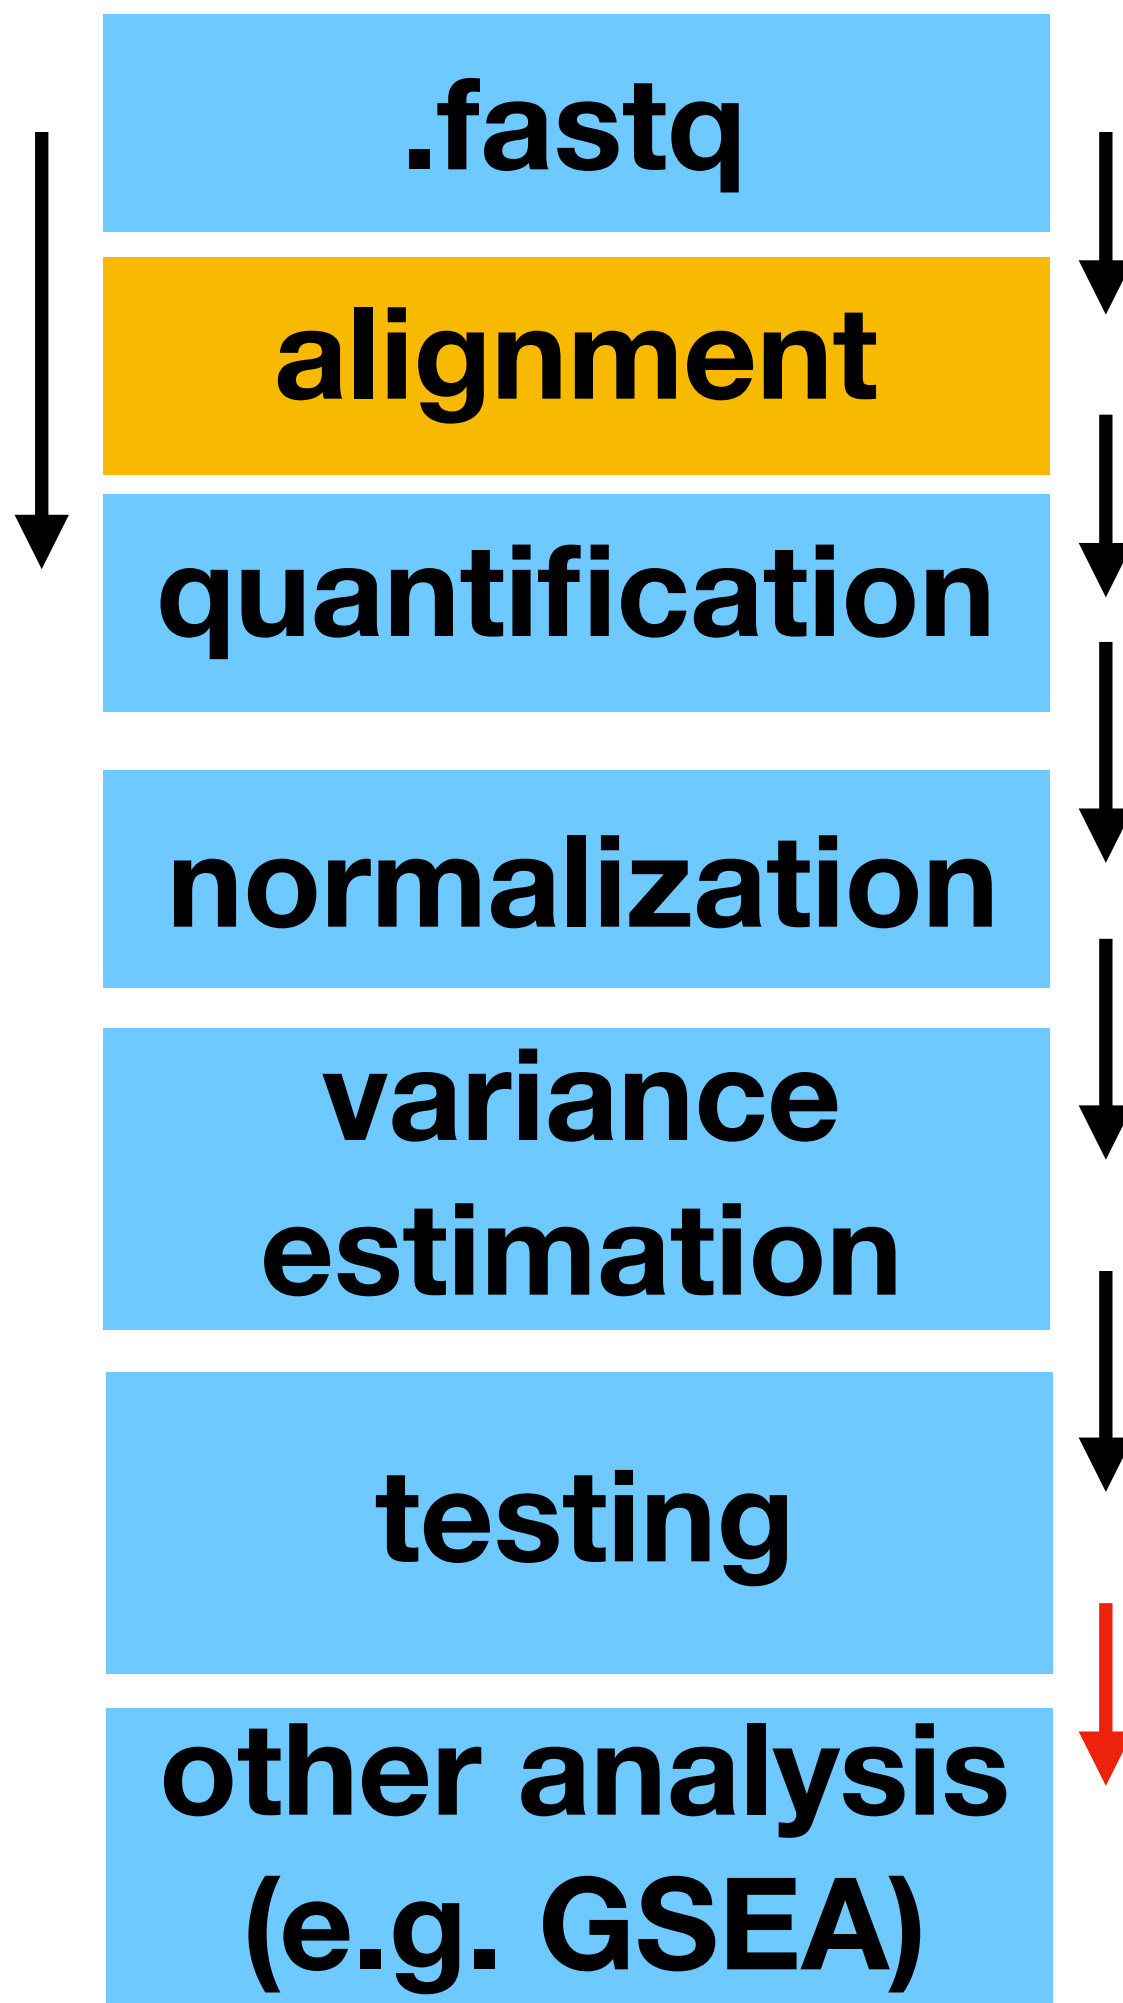 .fastq
alignment
quantification
normalization
variance
estimation
testing
other analysis
(e.g. GSEA)